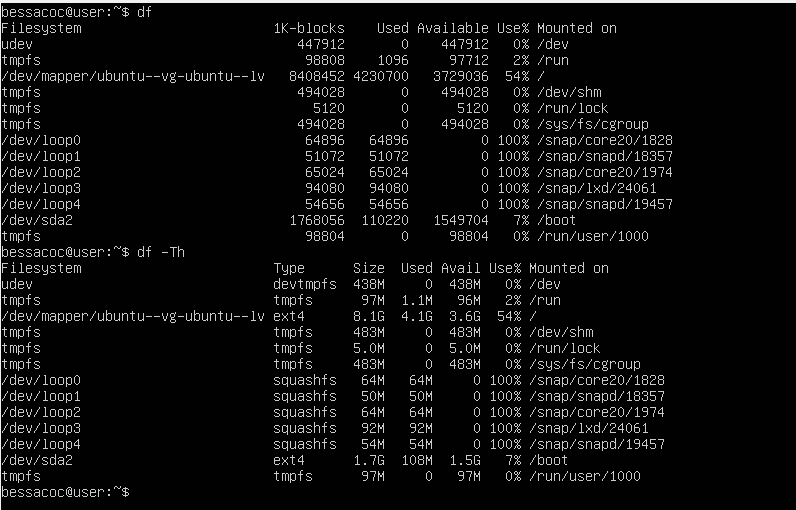 bessacoc@user:~$ df
Filesystem                        1K-blocks    Used Available Use% Mounted on
udev                                 447912       0    447912   0% /dev
tmpfs                                 98808    1096     97712   2% /run
/dev/mapper/ubuntu--vg-ubuntu--lv   8408452 4230700   3729036  54% /
tmpfs                                494028       0    494028   0% /dev/shm
tmpfs                                  5120       0      5120   0% /run/lock
tmpfs                                494028       0    494028   0% /sys/fs/cgroup
/dev/loop0                            64896   64896         0 100% /snap/core20/1828
/dev/loop1                            51072   51072         0 100% /snap/snapd/18357
/dev/loop2                            65024   65024         0 100% /snap/core20/1974
/dev/loop3                            94080   94080         0 100% /snap/lxd/24061
/dev/loop4                            54656   54656         0 100% /snap/snapd/19457
/dev/sda2                           1768056  110220   1549704   7% /boot
tmpfs                                 98804       0     98804   0% /run/user/1000
bessacoc@user:~$ df -Th
Filesystem                        Type      Size  Used Avail Use% Mounted on
udev                              devtmpfs  438M     0  438M   0% /dev
tmpfs                             tmpfs      97M  1.1M   96M   2% /run
/dev/mapper/ubuntu--vg-ubuntu--lv ext4      8.1G  4.1G  3.6G  54% /
tmpfs                             tmpfs     483M     0  483M   0% /dev/shm
tmpfs                             tmpfs     5.0M     0  5.0M   0% /run/lock
tmpfs                             tmpfs     483M     0  483M   0% /sys/fs/cgroup
/dev/loop0                        squashfs   64M   64M     0 100% /snap/core20/1828
/dev/loop1                        squashfs   50M   50M     0 100% /snap/snapd/18357
/dev/loop2                        squashfs   64M   64M     0 100% /snap/core20/1974
/dev/loop3                        squashfs   92M   92M     0 100% /snap/lxd/24061
/dev/loop4                        squashfs   54M   54M     0 100% /snap/snapd/19457
/dev/sda2                         ext4      1.7G  108M  1.5G   7% /boot
tmpfs                             tmpfs      97M     0   97M   0% /run/user/1000
bessacoc@user:~$